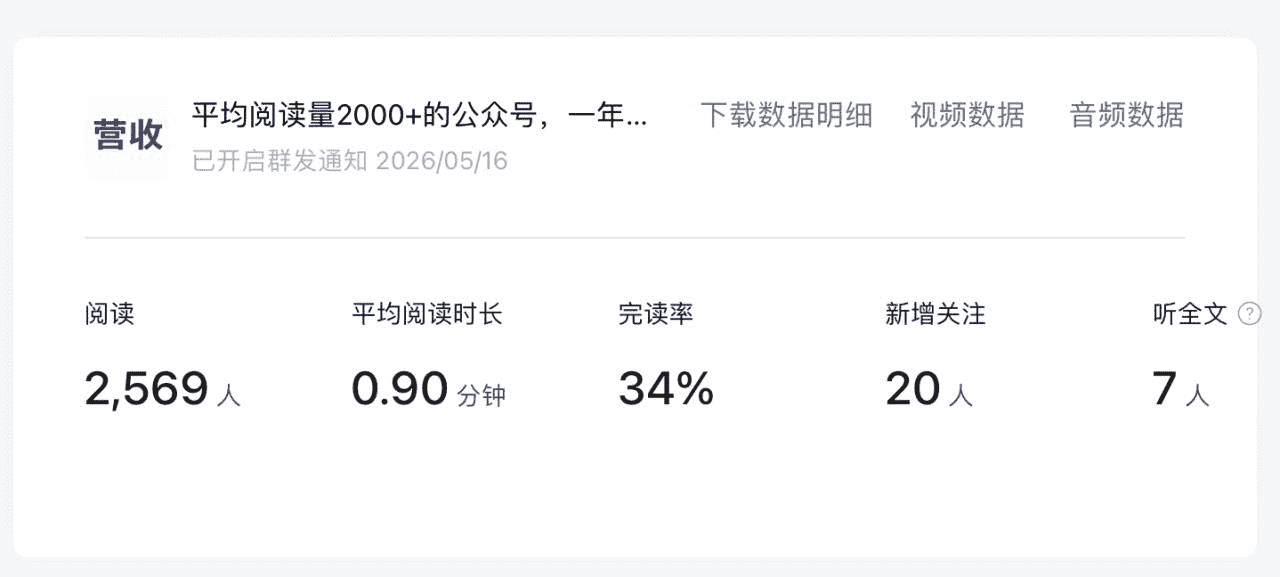 营收
平均阅读量2000+的公众号，一年... 下载数据明细 视频数据 音频数据
已开启群发通知 2026/05/16
阅读 平均阅读时长 完读率 新增关注 听全文 ?
2,569 人 0.90 分钟 34% 20 人 7 人